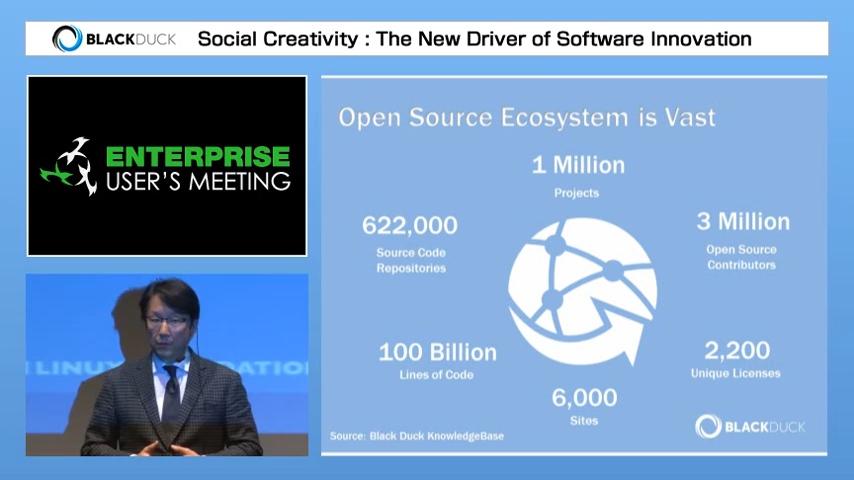 BLACKDUCK Social Creativity : The New Driver of Software Innovation
ENTERPRISE
USER'S MEETING
LINUX
Open Source Ecosystem is Vast
1 Million
Projects
622,000
Source Code
Repositories
3 Million
Open Source
Contributors
100 Billion
Lines of Code
2,200
Unique Licenses
6,000
Sites
Source: Black Duck KnowledgeBase
BLACKDUCK